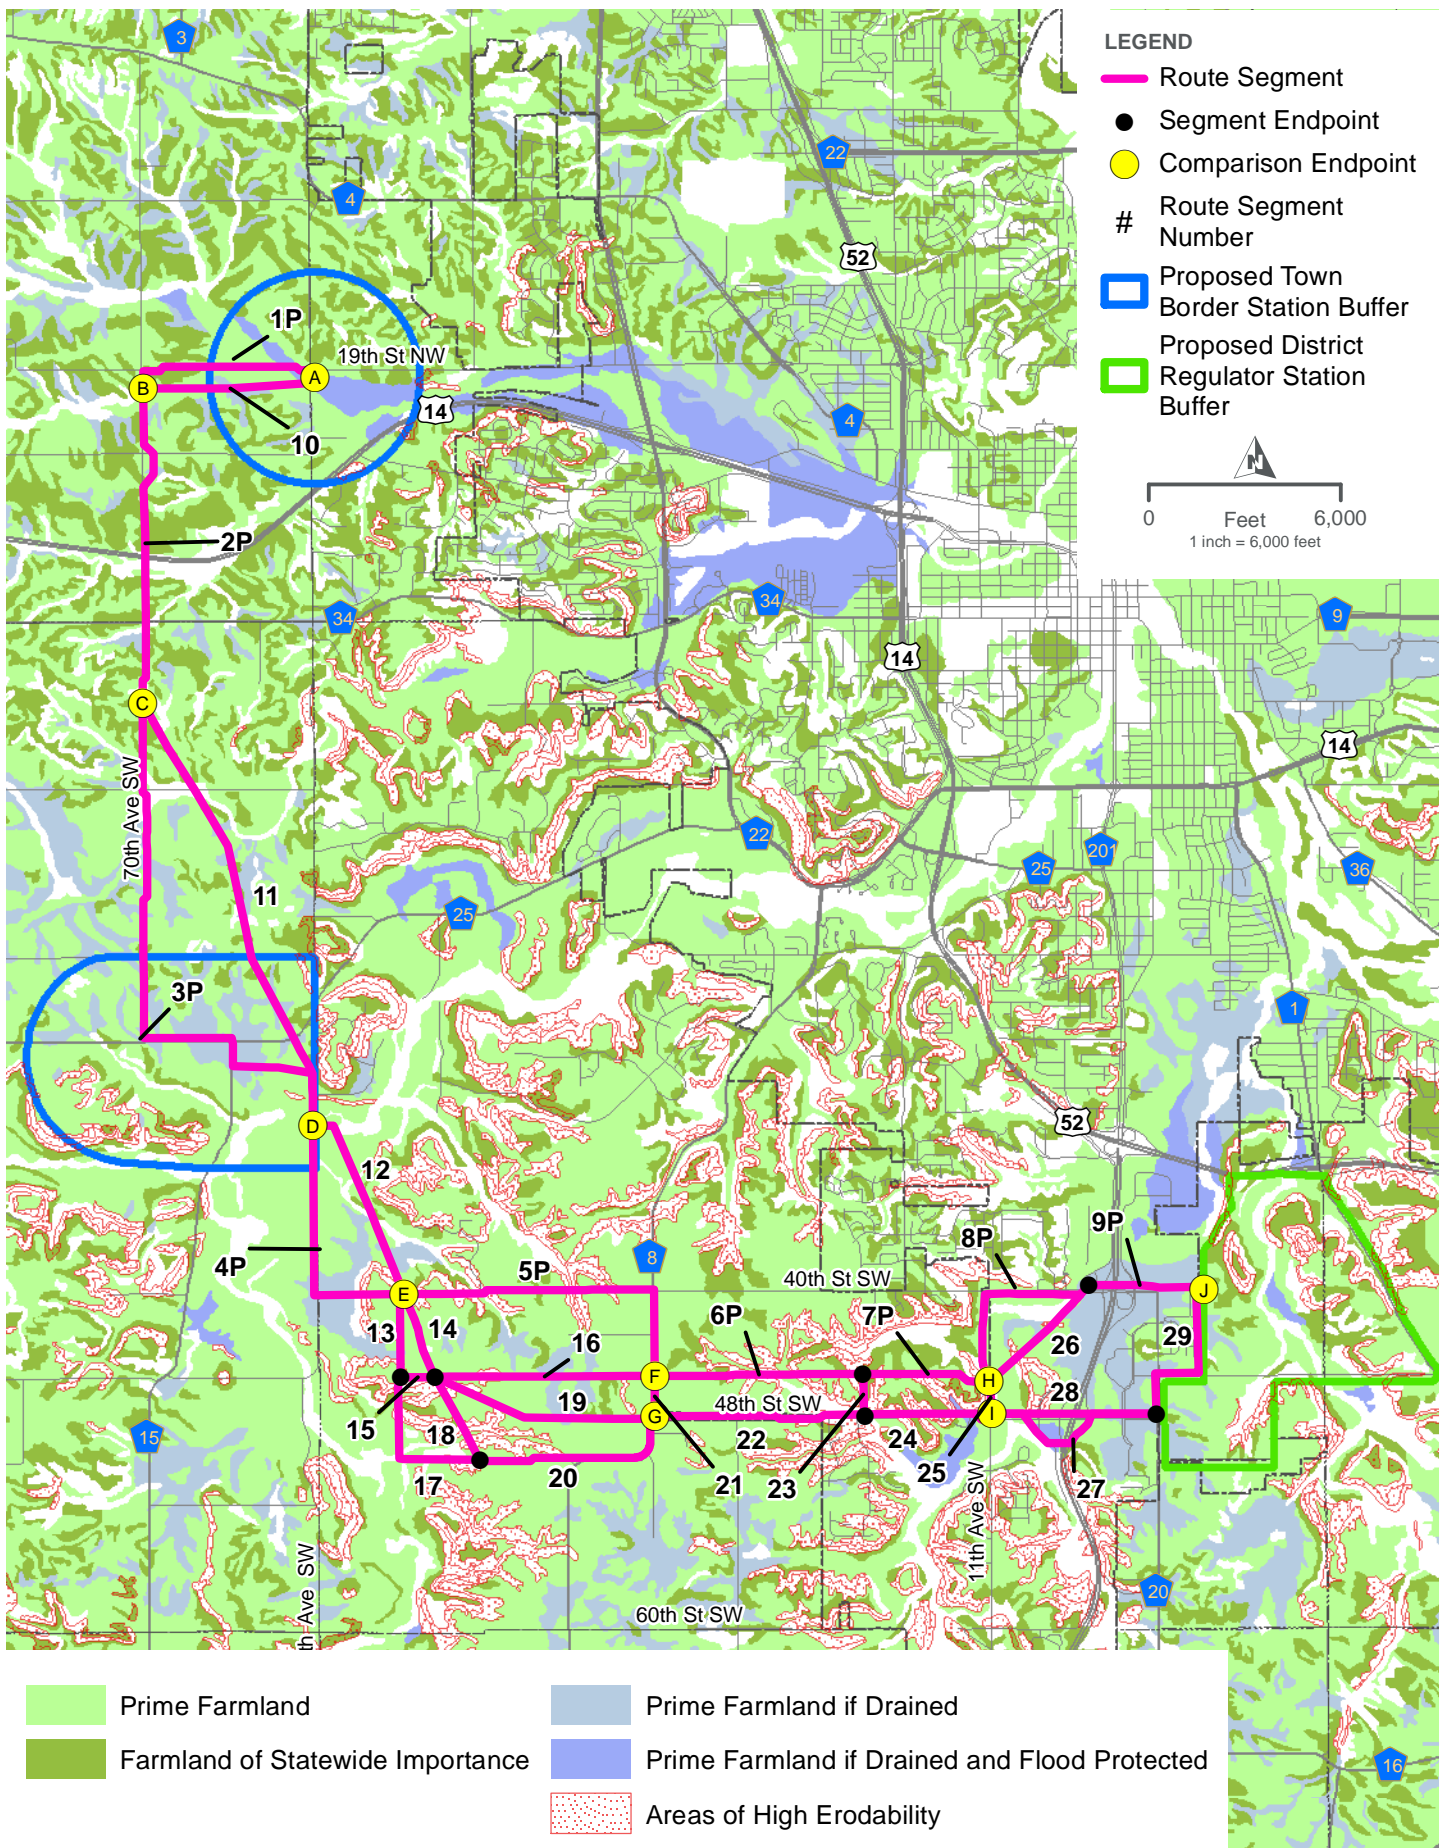 LEGEND
Route Segment
Segment Endpoint
Comparison Endpoint
#
Route Segment
Number
Proposed Town
Border Station Buffer
Proposed District
Regulator Station
Buffer
N
0 Feet 6,000
1 inch = 6,000 feet
3
22
4
52
1P
19th St NW
A
B
14
10
4
2P
34
34
9
14
C
14
70th Ave SW
22
201
25
36
11
25
3P
1
D
52
12
9P
8P
4P
8
5P
40th St SW
E
J
6P
7P
13
14
16
26
29
F
H
28
19
48th St SW
G
I
15
18
22
24
15
17
20
21
23
25
27
11th Ave SW
th Ave SW
60th St SW
20
16
Prime Farmland
Prime Farmland if Drained
Farmland of Statewide Importance
Prime Farmland if Drained and Flood Protected
Areas of High Erodability